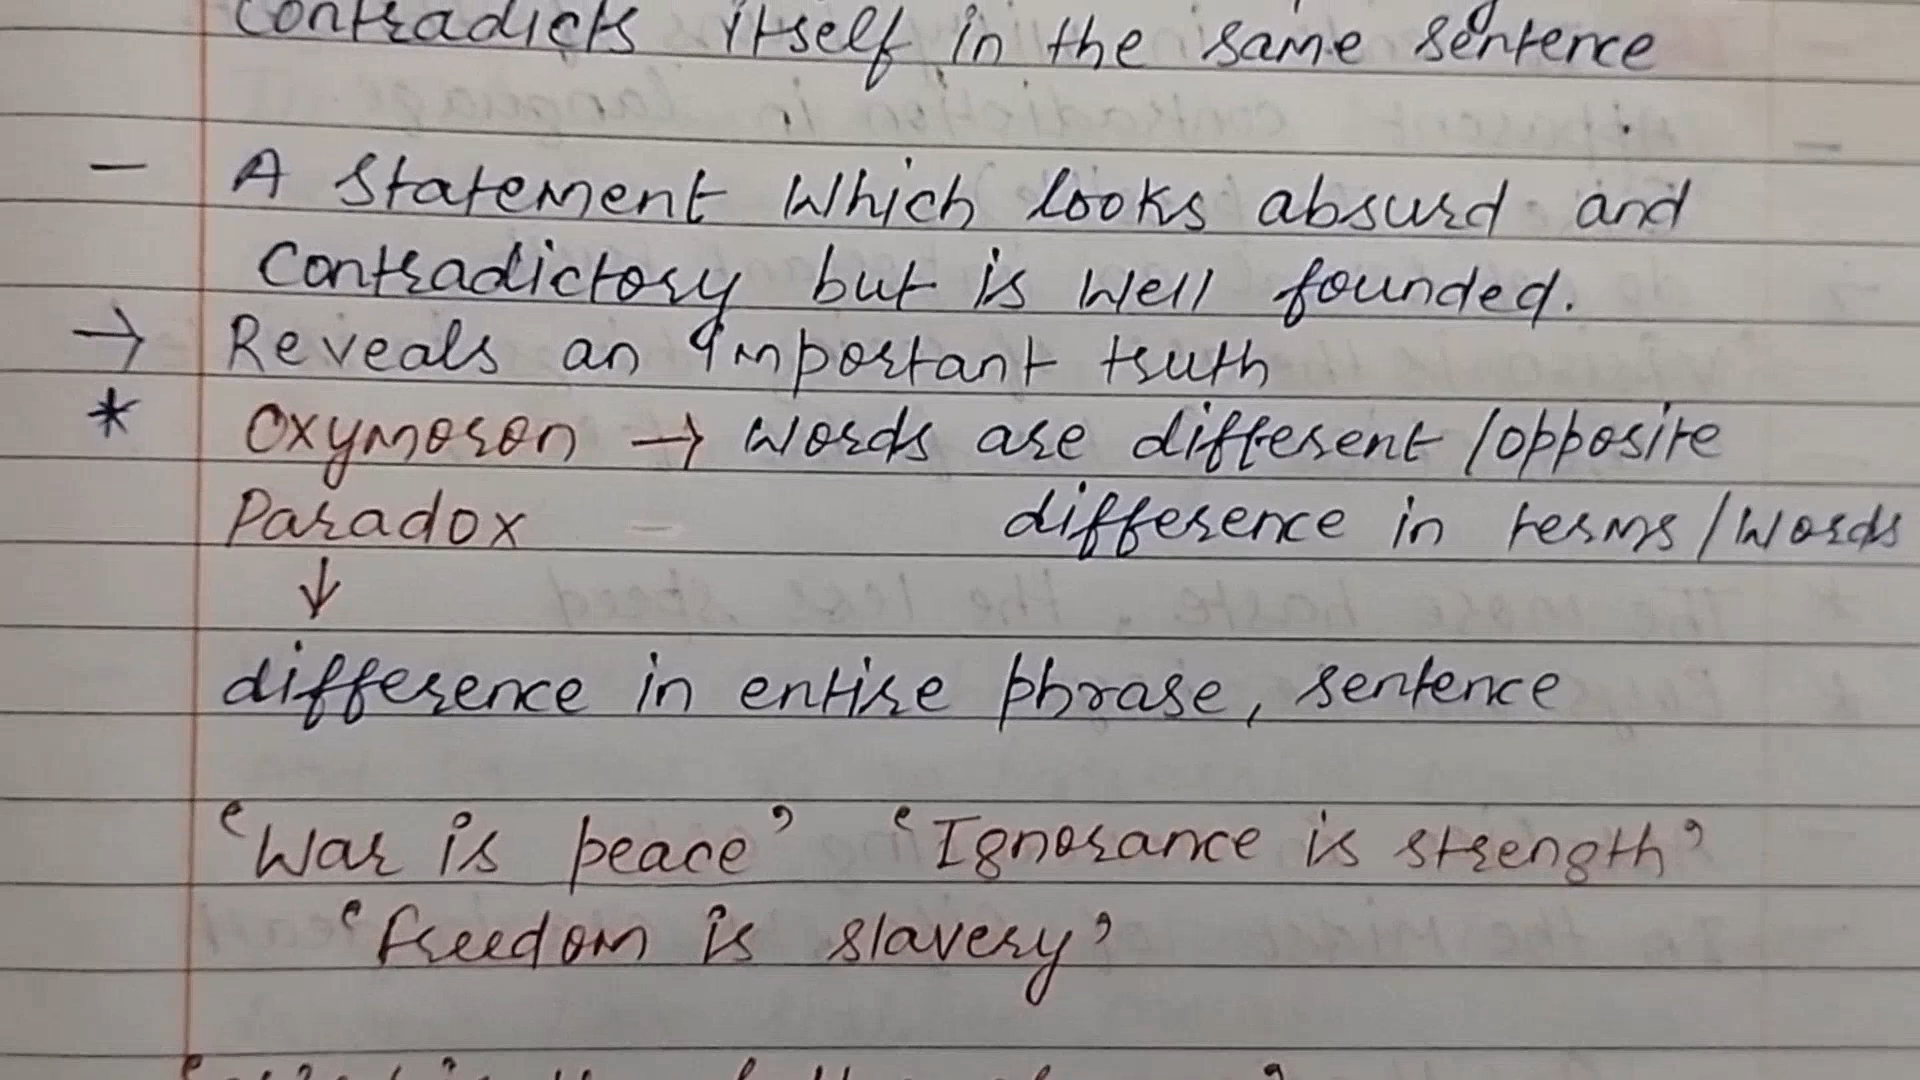 contradicts itself in the same sentence
- A statement which looks absurd and
contradictory but is well founded.
→ Reveals an important truth
* Oxymoron → words are different / opposite
Paradox difference in terms / words
↓
difference in entire phrase, sentence
'War is peace' 'Ignorance is strength'
'freedom is slavery'